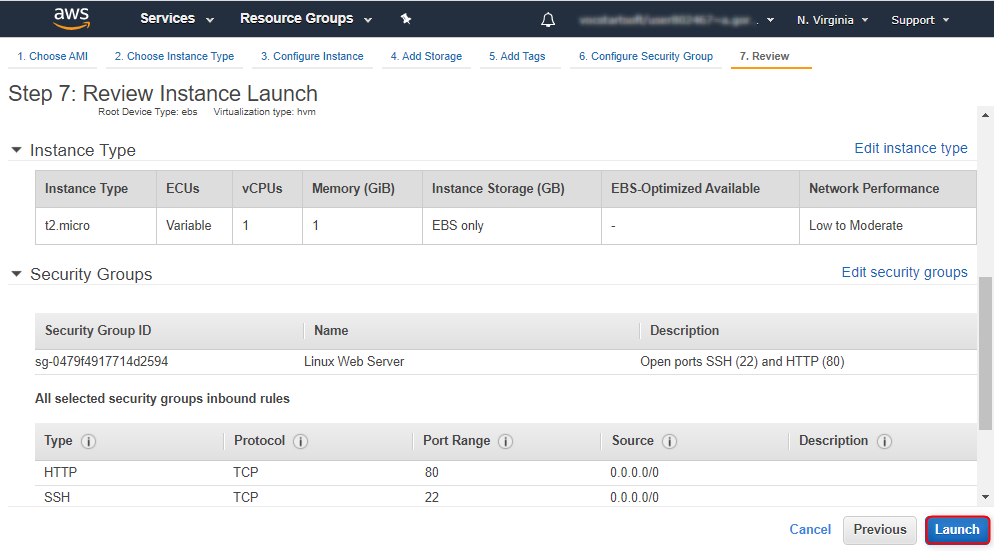 aws Services Resource Groups N. Virginia Support
1. Choose AMI 2. Choose Instance Type 3. Configure Instance 4. Add Storage 5. Add Tags 6. Configure Security Group 7. Review
Step 7: Review Instance Launch
Root Device Type: ebs Virtualization type: hvm
Instance Type Edit instance type
Instance Type ECUs vCPUs Memory (GiB) Instance Storage (GB) EBS-Optimized Available Network Performance
t2.micro Variable 1 1 EBS only - Low to Moderate
Security Groups Edit security groups
Security Group ID Name Description
sg-0479f4917714d2594 Linux Web Server Open ports SSH (22) and HTTP (80)
All selected security groups inbound rules
Type i Protocol i Port Range i Source i Description i
HTTP TCP 80 0.0.0.0/0
SSH TCP 22 0.0.0.0/0
Cancel Previous Launch